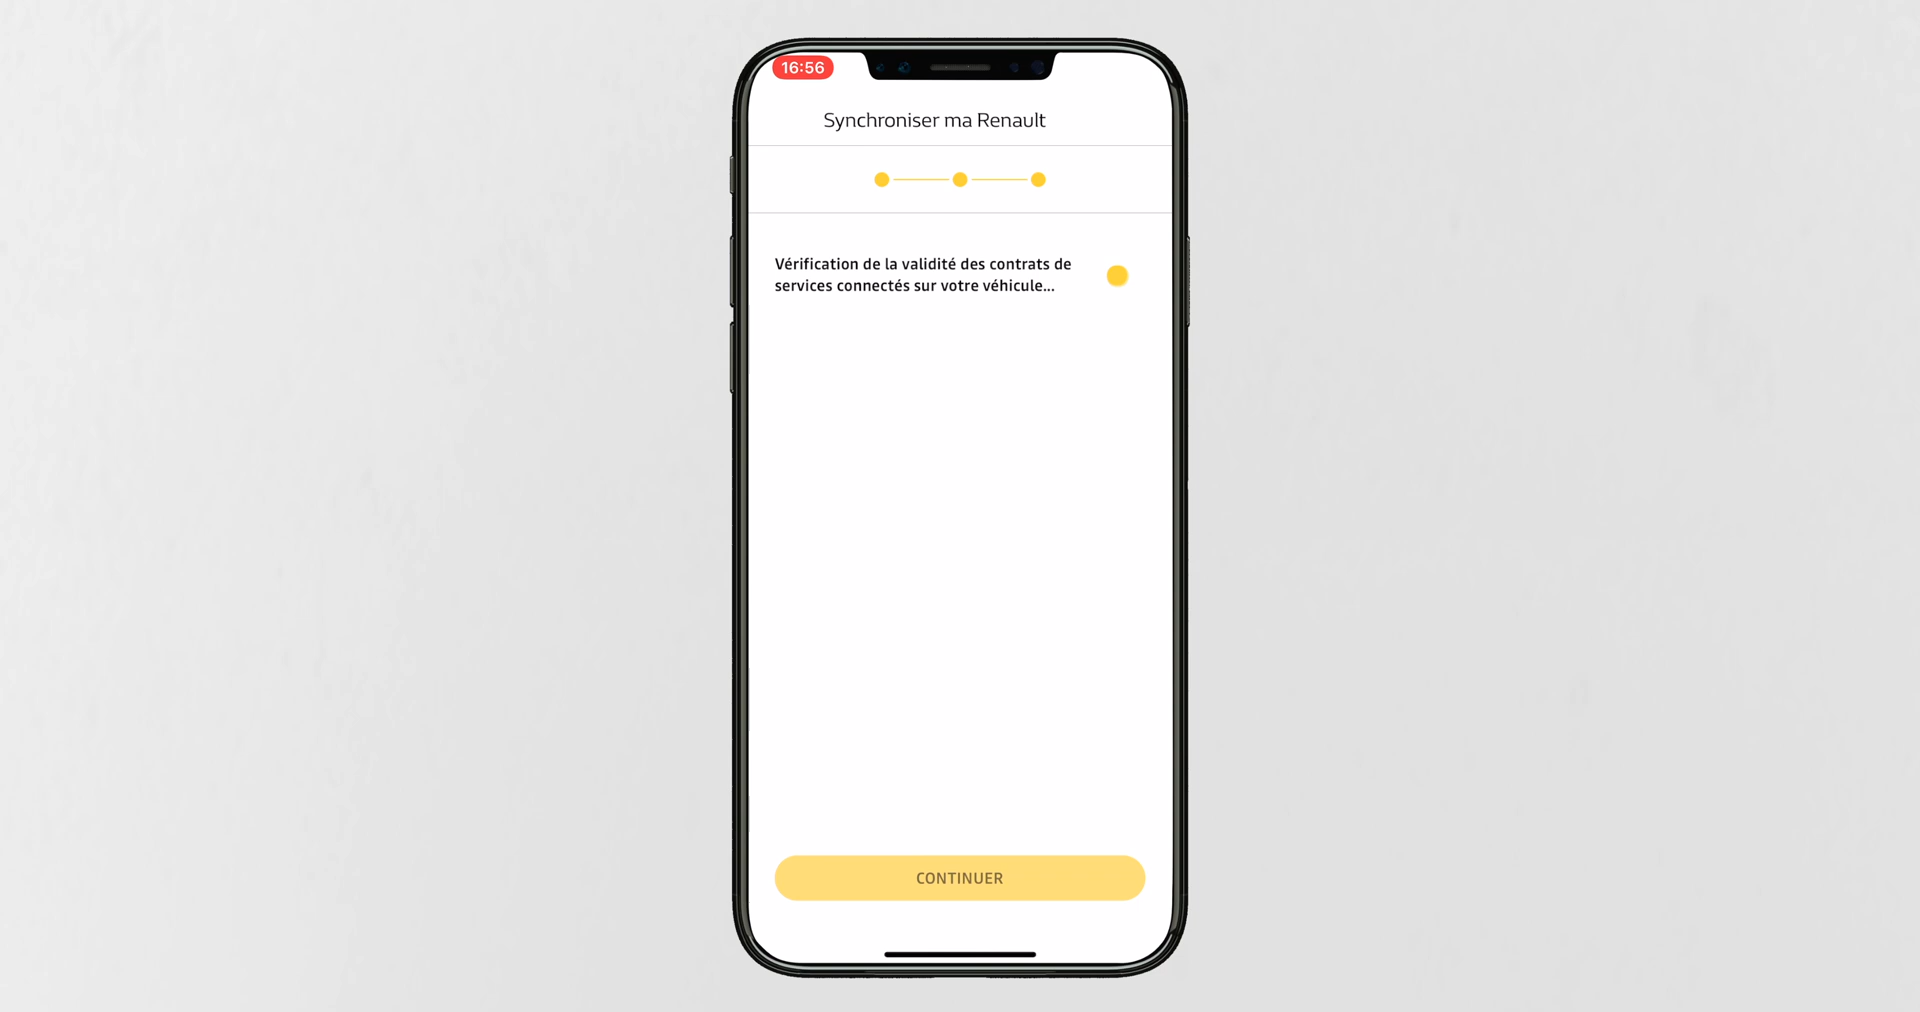 16:56
Synchroniser ma Renault
Vérification de la validité des contrats de
services connectés sur votre véhicule...
CONTINUER